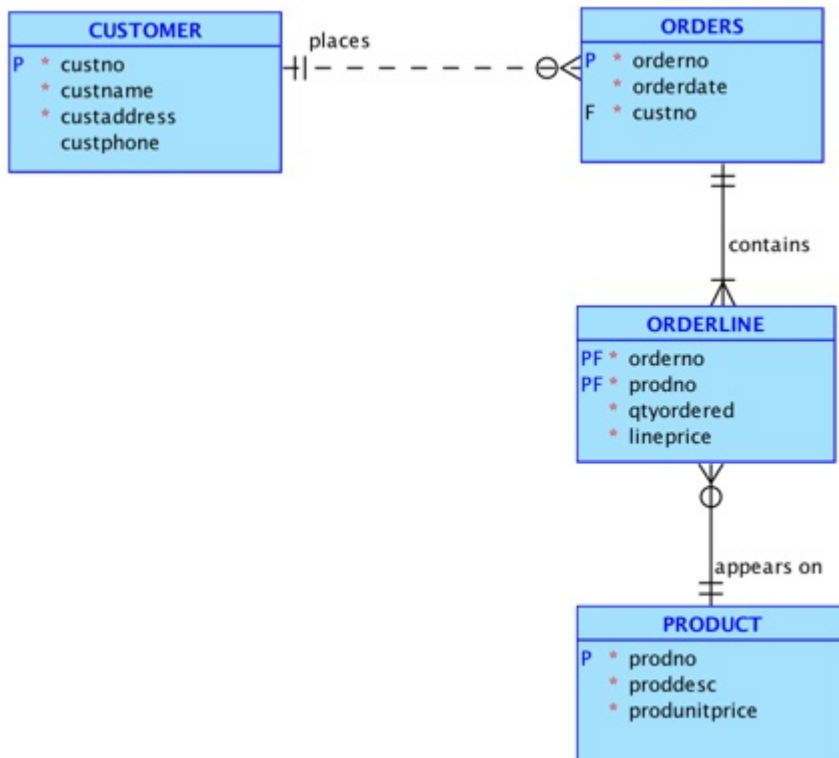 CUSTOMER
P * custno
* custname
* custaddress
custphone
places
ORDERS
P * orderno
* orderdate
F * custno
contains
ORDERLINE
PF * orderno
PF * prodno
* qtyordered
* lineprice
appears on
PRODUCT
P * prodno
* proddesc
* produnitprice